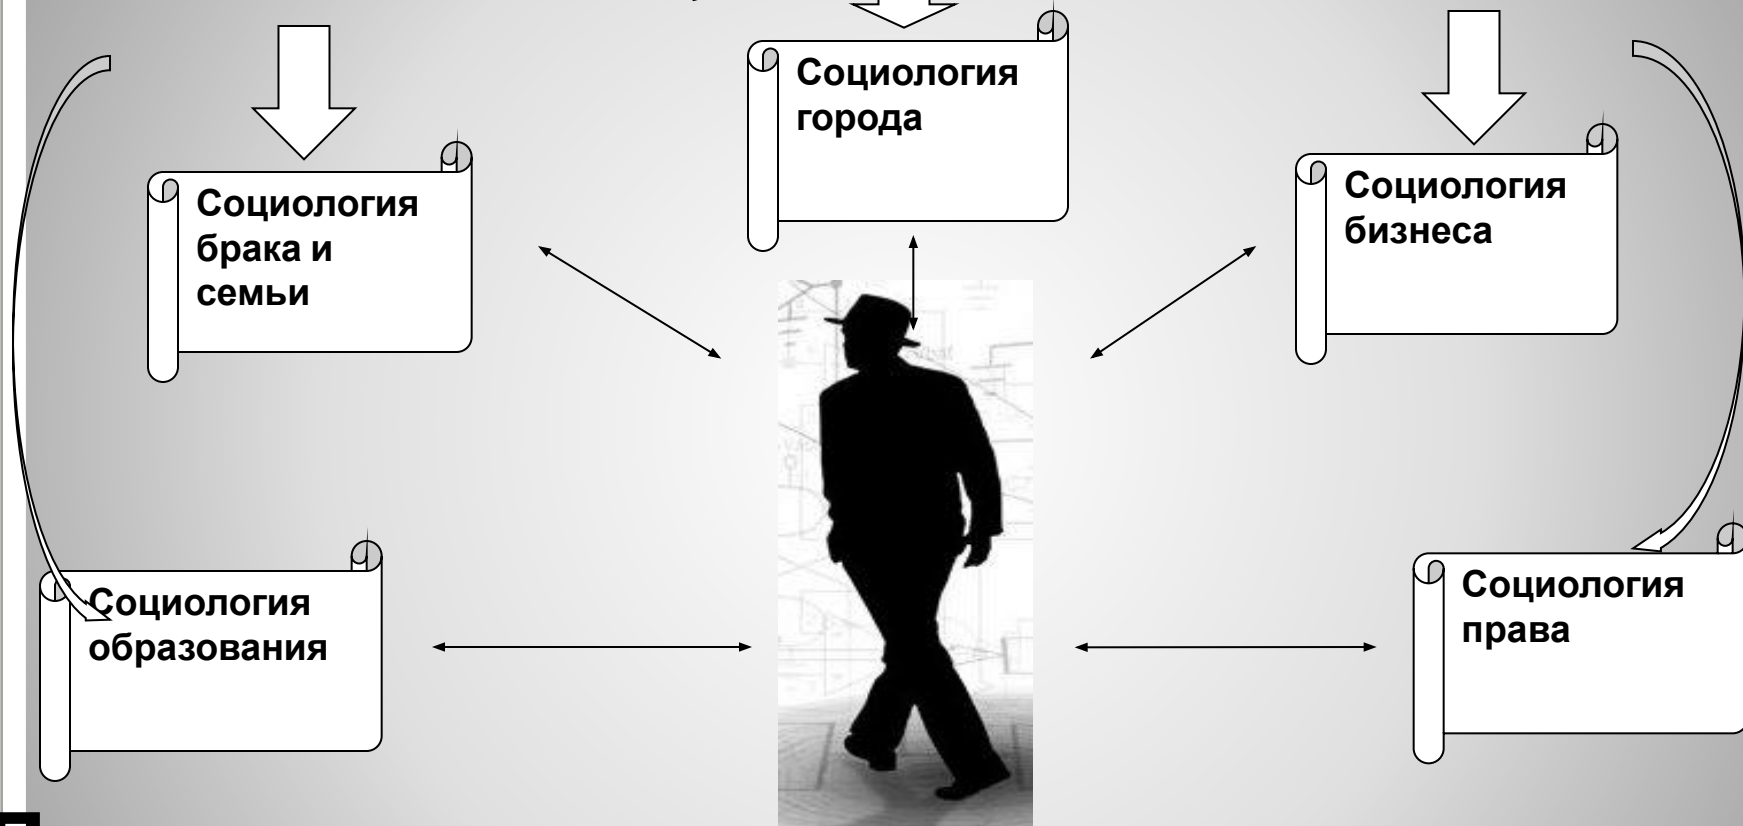 Социология
города
Социология
брака и
семьи
Социология
бизнеса
Социология
образования
Социология
права